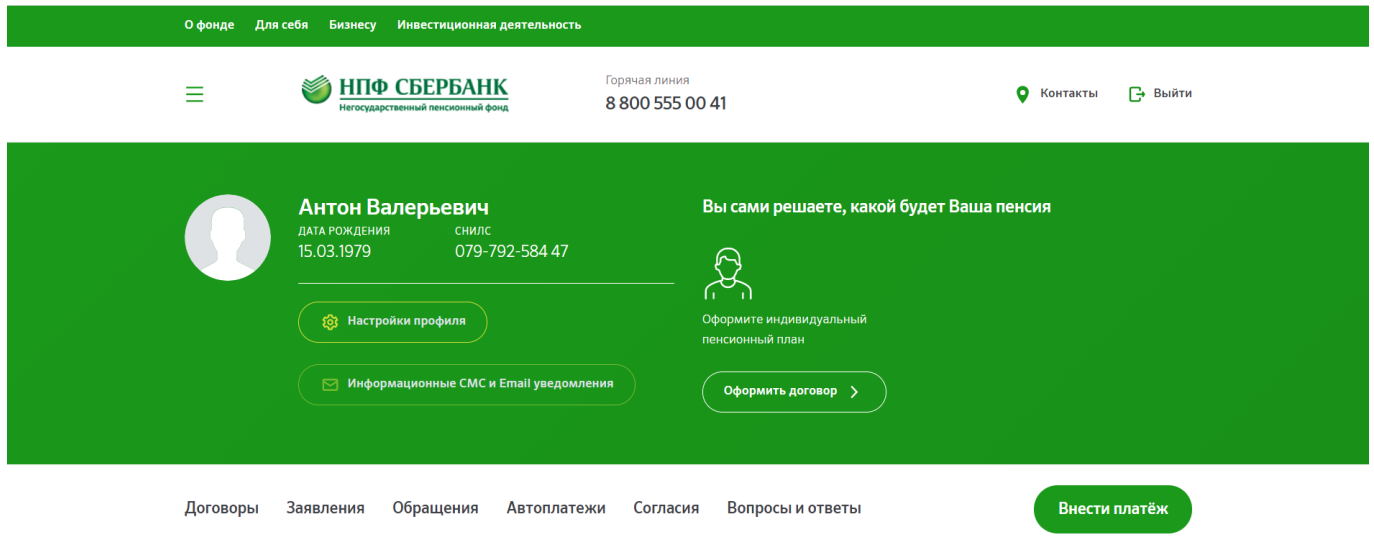 О фонде Для себя Бизнесу Инвестиционная деятельность
НПФ СБЕРБАНК
Негосударственный пенсионный фонд
Горячая линия
8 800 555 00 41
Контакты Выйти
Антон Валерьевич
ДАТА РОЖДЕНИЯ СНИЛС
15.03.1979 079-792-584 47
Настройки профиля
Информационные СМС и Email уведомления
Вы сами решаете, какой будет Ваша пенсия
Оформите индивидуальный
пенсионный план
Оформить договор
Договоры Заявления Обращения Автоплатежи Согласия Вопросы и ответы Внести платёж